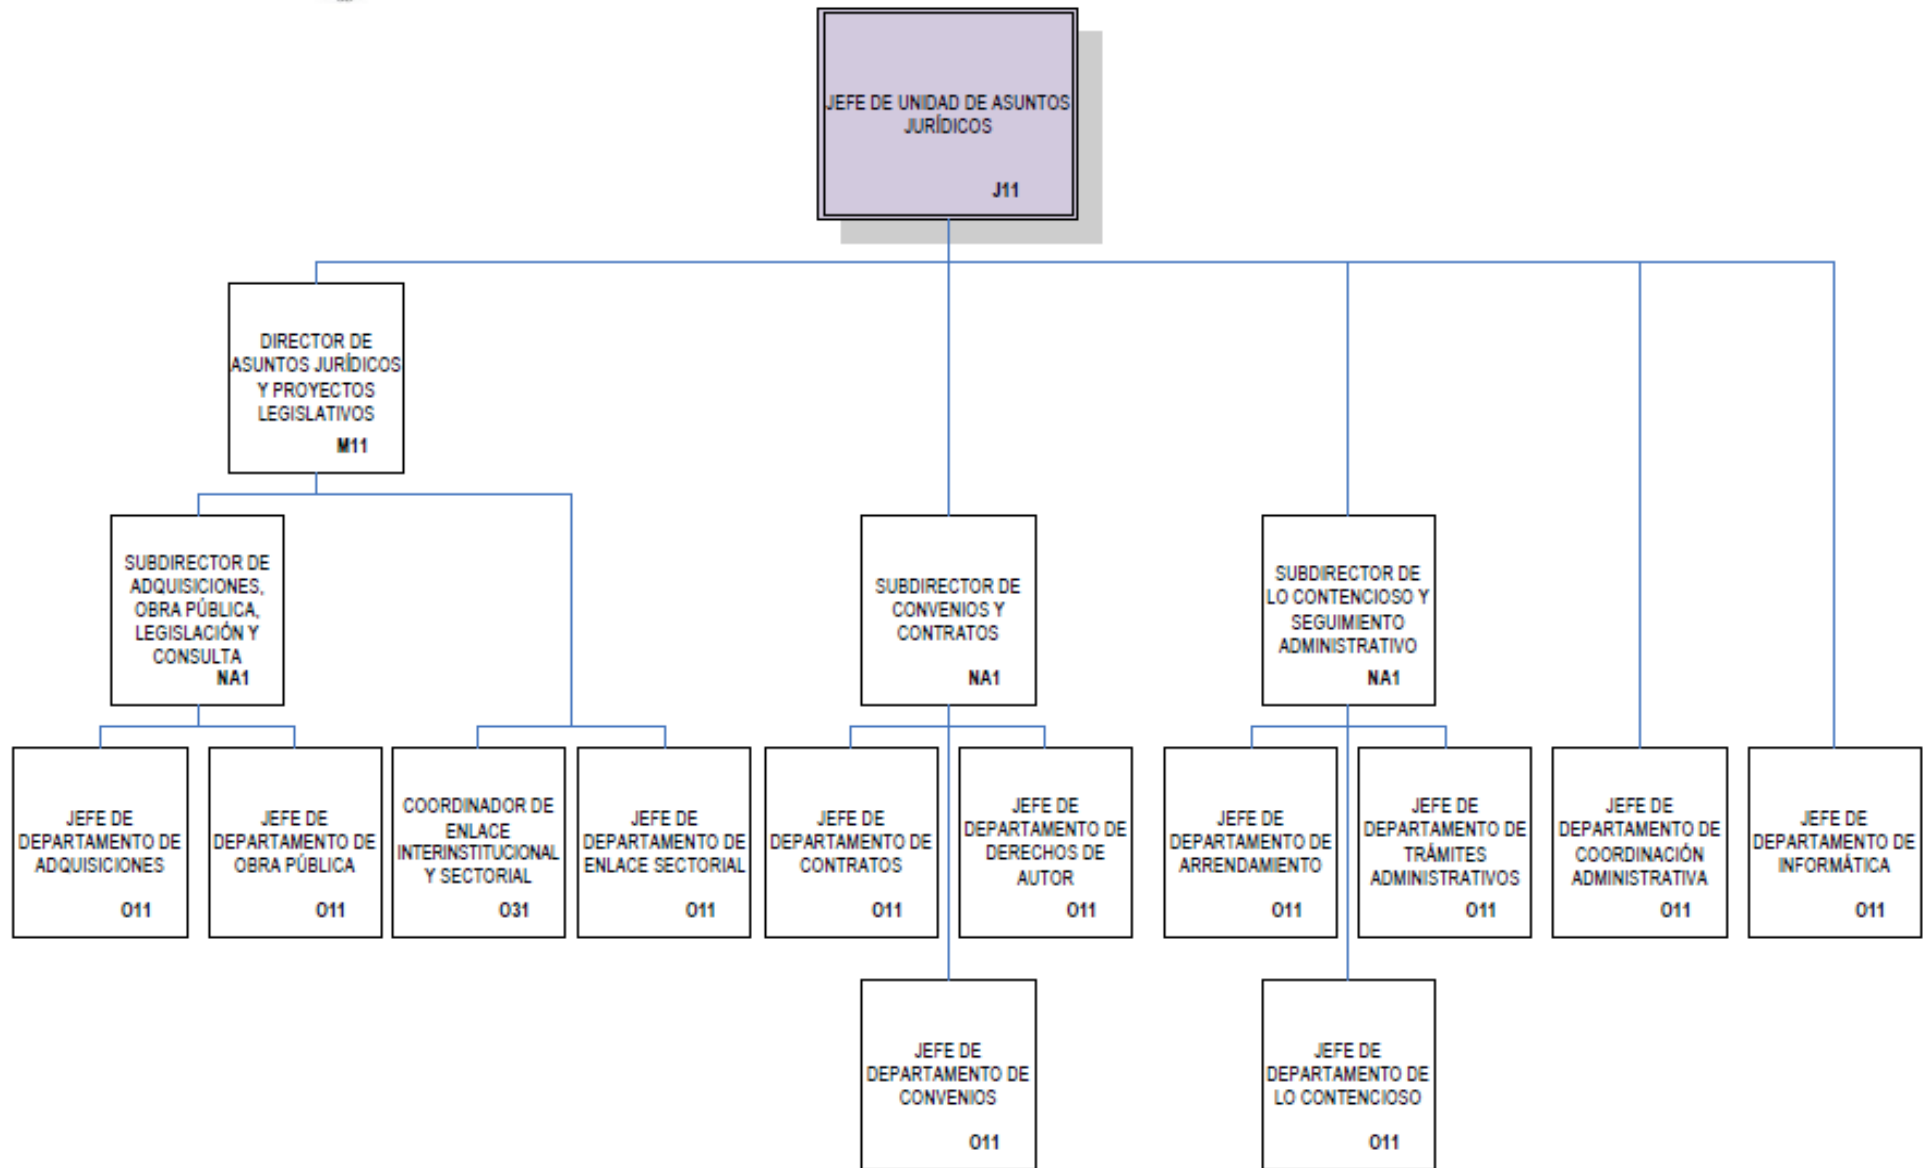 JEFE DE UNIDAD DE ASUNTOS
JURÍDICOS
J11
DIRECTOR DE
ASUNTOS JURÍDICOS
Y PROYECTOS
LEGISLATIVOS
M11
SUBDIRECTOR DE
ADQUISICIONES,
OBRA PÚBLICA,
LEGISLACIÓN Y
CONSULTA
NA1
SUBDIRECTOR DE
CONVENIOS Y
CONTRATOS
NA1
SUBDIRECTOR DE
LO CONTENCIOSO Y
SEGUIMIENTO
ADMINISTRATIVO
NA1
JEFE DE
DEPARTAMENTO DE
ADQUISICIONES
O11
JEFE DE
DEPARTAMENTO DE
OBRA PÚBLICA
O11
COORDINADOR DE
ENLACE
INTERINSTITUCIONAL
Y SECTORIAL
O31
JEFE DE
DEPARTAMENTO DE
ENLACE SECTORIAL
O11
JEFE DE
DEPARTAMENTO DE
CONTRATOS
O11
JEFE DE
DEPARTAMENTO DE
DERECHOS DE
AUTOR
O11
JEFE DE
DEPARTAMENTO DE
ARRENDAMIENTO
O11
JEFE DE
DEPARTAMENTO DE
TRÁMITES
ADMINISTRATIVOS
O11
JEFE DE
DEPARTAMENTO DE
COORDINACIÓN
ADMINISTRATIVA
O11
JEFE DE
DEPARTAMENTO DE
INFORMÁTICA
O11
JEFE DE
DEPARTAMENTO DE
CONVENIOS
O11
JEFE DE
DEPARTAMENTO DE
LO CONTENCIOSO
O11